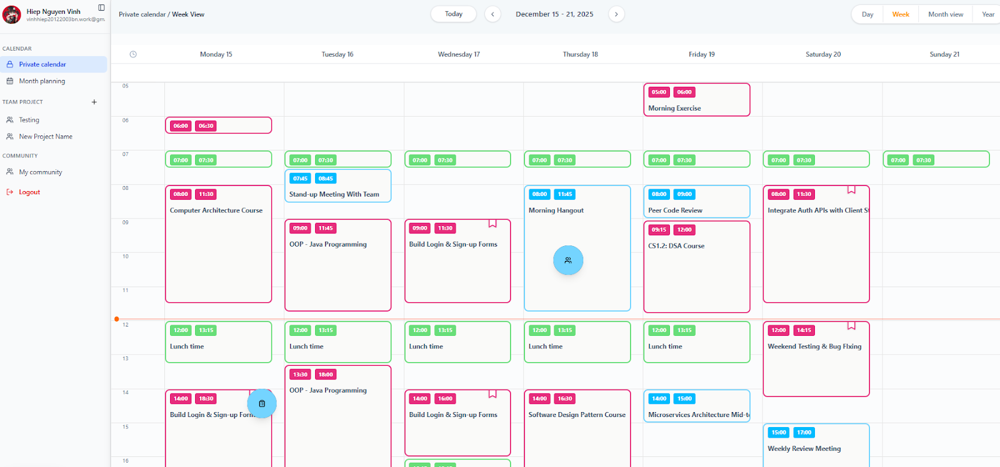 Hiep Nguyen Vinh
vinhhiep20122003bn.work@gm.
Private calendar / Week View
Today
December 15 - 21, 2025
Day
Week
Month view
Year
CALENDAR
Private calendar
Month planning
TEAM PROJECT
Testing
New Project Name
COMMUNITY
My community
Logout
Monday 15
Tuesday 16
Wednesday 17
Thursday 18
Friday 19
Saturday 20
Sunday 21
05
06
07
08
09
10
11
12
13
14
15
16
06:00 06:30
07:00 07:30
08:00 11:30
Computer Architecture Course
12:00 13:15
Lunch time
14:00 18:30
Build Login & Sign-up Form
07:00 07:30
07:45 08:45
Stand-up Meeting With Team
09:00 11:45
OOP - Java Programming
12:00 13:15
Lunch time
13:30 18:00
OOP - Java Programming
07:00 07:30
09:00 11:30
Build Login & Sign-up Forms
12:00 13:15
Lunch time
14:00 16:00
Build Login & Sign-up Forms
07:00 07:30
08:00 11:45
Morning Hangout
12:00 13:15
Lunch time
14:00 16:30
Software Design Pattern Course
05:00 06:00
Morning Exercise
07:00 07:30
08:00 09:00
Peer Code Review
09:15 12:00
CS1.2: DSA Course
12:00 13:15
Lunch time
14:00 15:00
Microservices Architecture Mid-t
07:00 07:30
08:00 11:30
Integrate Auth APIs with Client S
12:00 14:15
Weekend Testing & Bug FIxing
15:00 17:00
Weekly Review Meeting
07:00 07:30